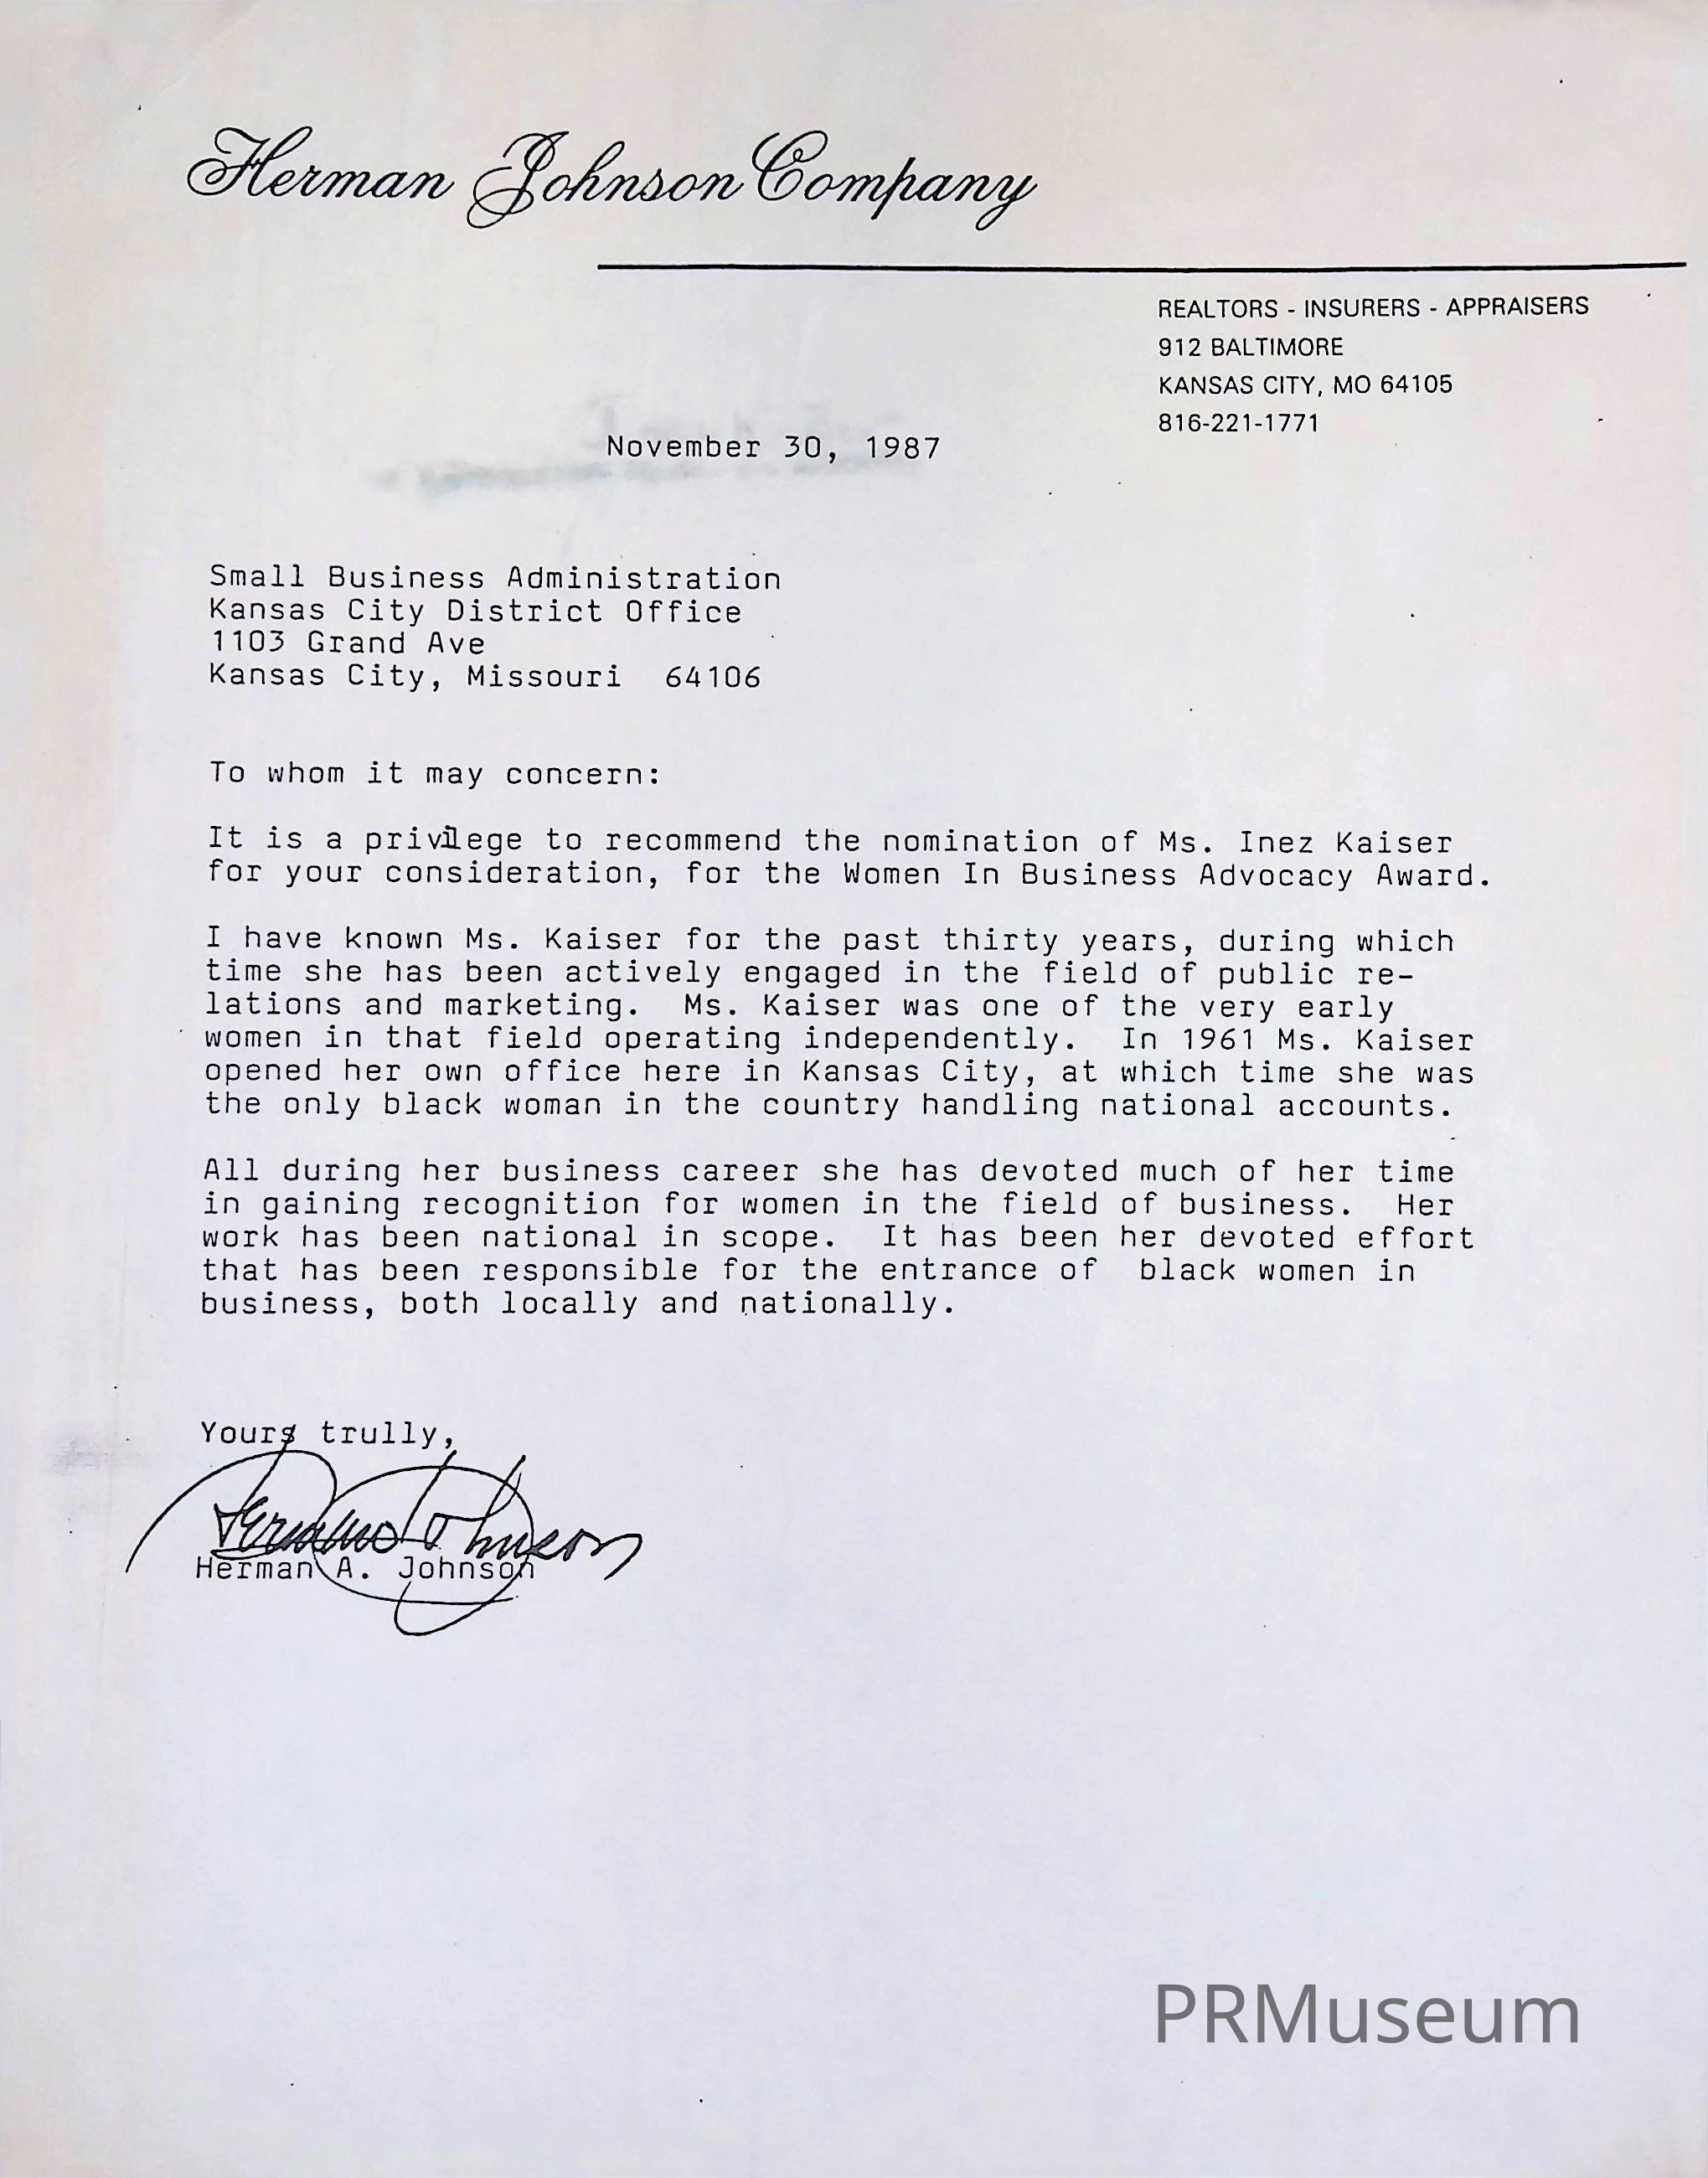 Herman Johnson Company
REALTORS - INSURERS - APPRAISERS
912 BALTIMORE
KANSAS CITY, MO 64105
816-221-1771
November 30, 1987
Small Business Administration
Kansas City District Office
1103 Grand Ave
Kansas City, Missouri 64106
To whom it may concern:
It is a privilege to recommend the nomination of Ms. Inez Kaiser
for your consideration, for the Women In Business Advocacy Award.
I have known Ms. Kaiser for the past thirty years, during which
time she has been actively engaged in the field of public re-
lations and marketing. Ms. Kaiser was one of the very early
women in that field operating independently. In 1961 Ms. Kaiser
opened her own office here in Kansas City, at which time she was
the only black woman in the country handling national accounts.
All during her business career she has devoted much of her time
in gaining recognition for women in the field of business. Her
work has been national in scope. It has been her devoted effort
that has been responsible for the entrance of black women in
business, both locally and nationally.
Yours trully,
Herman Johnson
Herman A. Johnson
PRMuseum